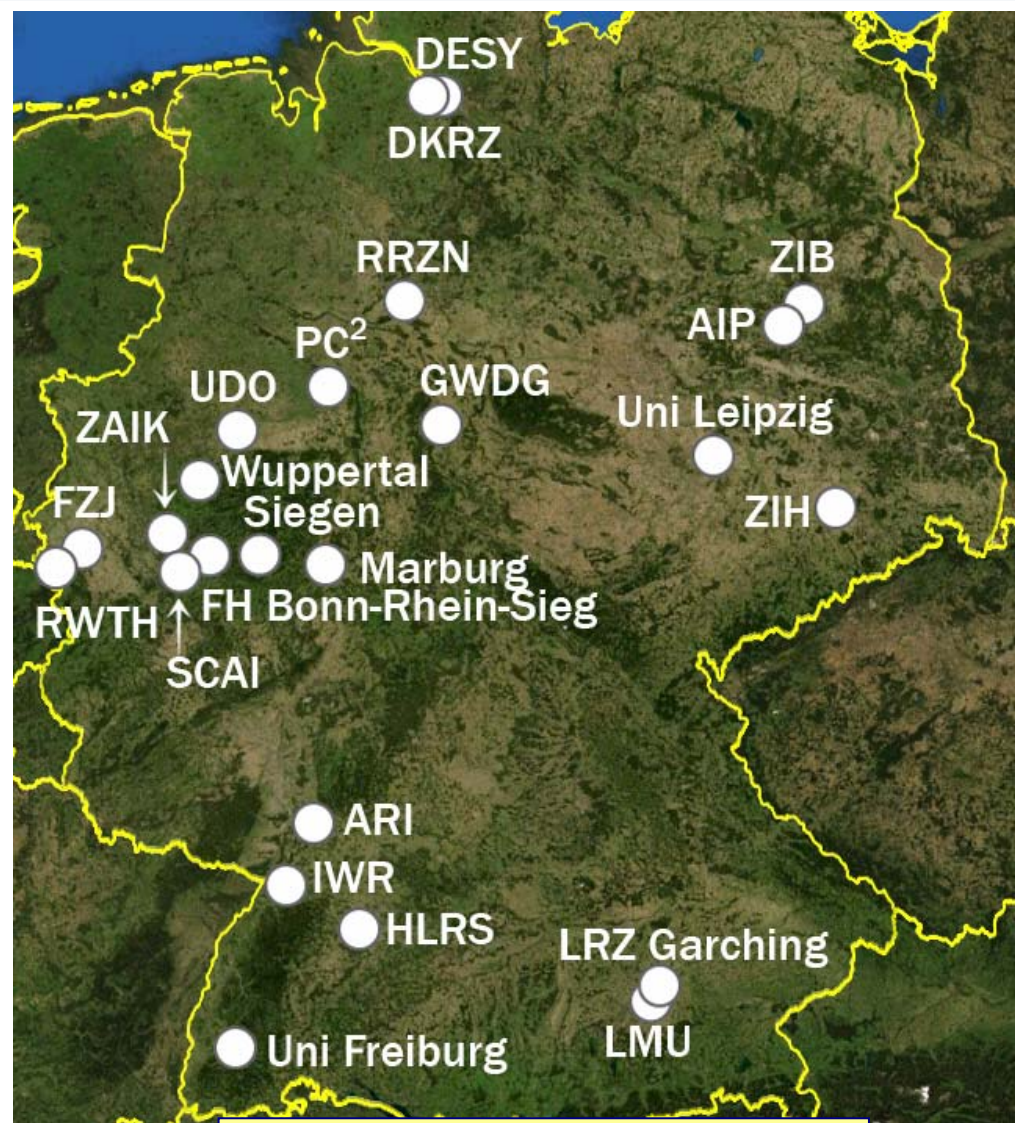 DESY
DKRZ
RRZN
ZIB
AIP
PC²
UDO
GWDG
Uni Leipzig
ZAIK
Wuppertal
FZJ
Siegen
ZIH
Marburg
RWTH
FH Bonn-Rhein-Sieg
SCAI
ARI
IWR
HLRS
LRZ Garching
LMU
Uni Freiburg